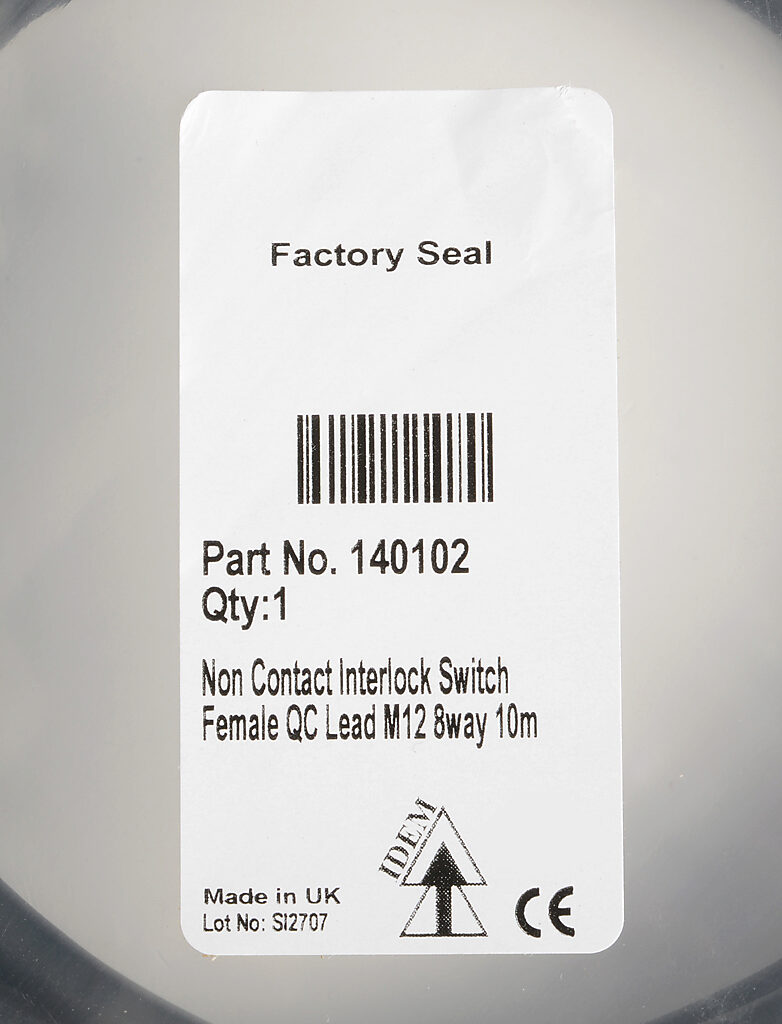 Factory Seal
Part No. 140102
Qty:1
Non Contact Interlock Switch
Female QC Lead M12 8way 10m
IDEM
Made in UK
Lot No: SI2707
CE